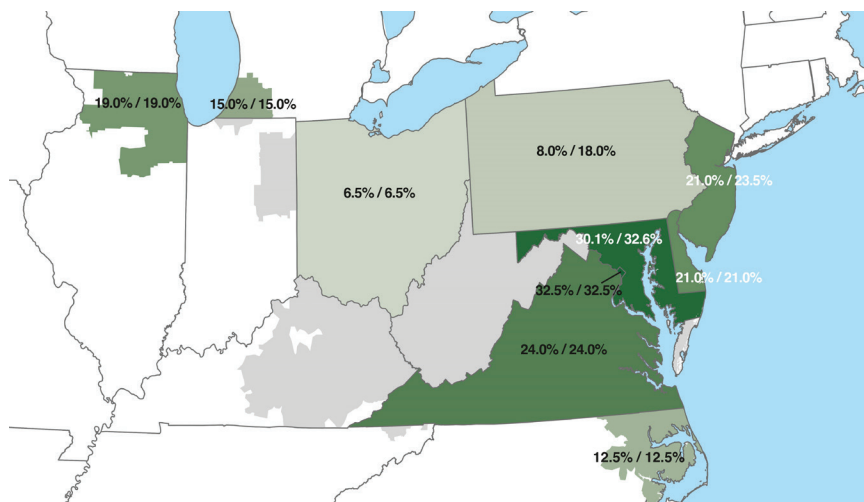 19.0% / 19.0%
15.0% / 15.0%
8.0% / 18.0%
21.0% / 23.5%
6.5% / 6.5%
30.1% / 32.6%
21.0% / 21.0%
32.5% / 32.5%
24.0% / 24.0%
12.5% / 12.5%